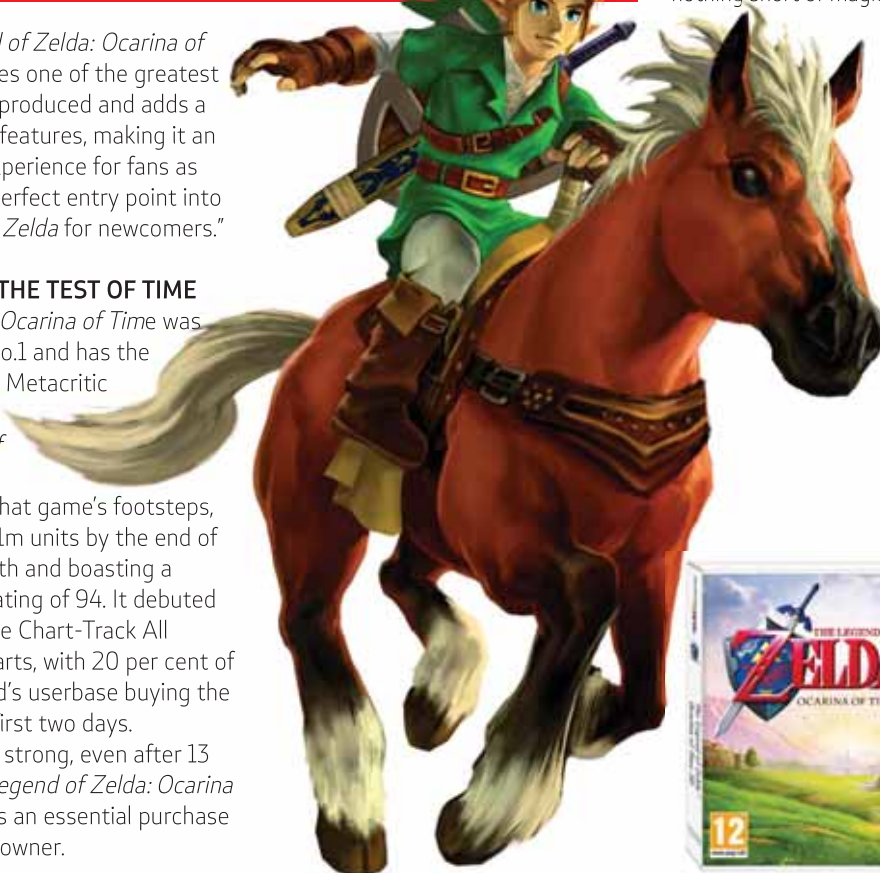 d of Zelda: Ocarina of
es one of the greatest
produced and adds a
features, making it an
perience for fans as
erfect entry point into
Zelda for newcomers.”
THE TEST OF TIME
Ocarina of Time was
o.1 and has the
Metacritic
f
hat game’s footsteps,
1m units by the end of
th and boasting a
ating of 94. It debuted
e Chart-Track All
arts, with 20 per cent of
d’s userbase buying the
irst two days.
strong, even after 13
egend of Zelda: Ocarina
s an essential purchase
owner.
THE LEGEND
ZELDA
OCARINA OF TI
12